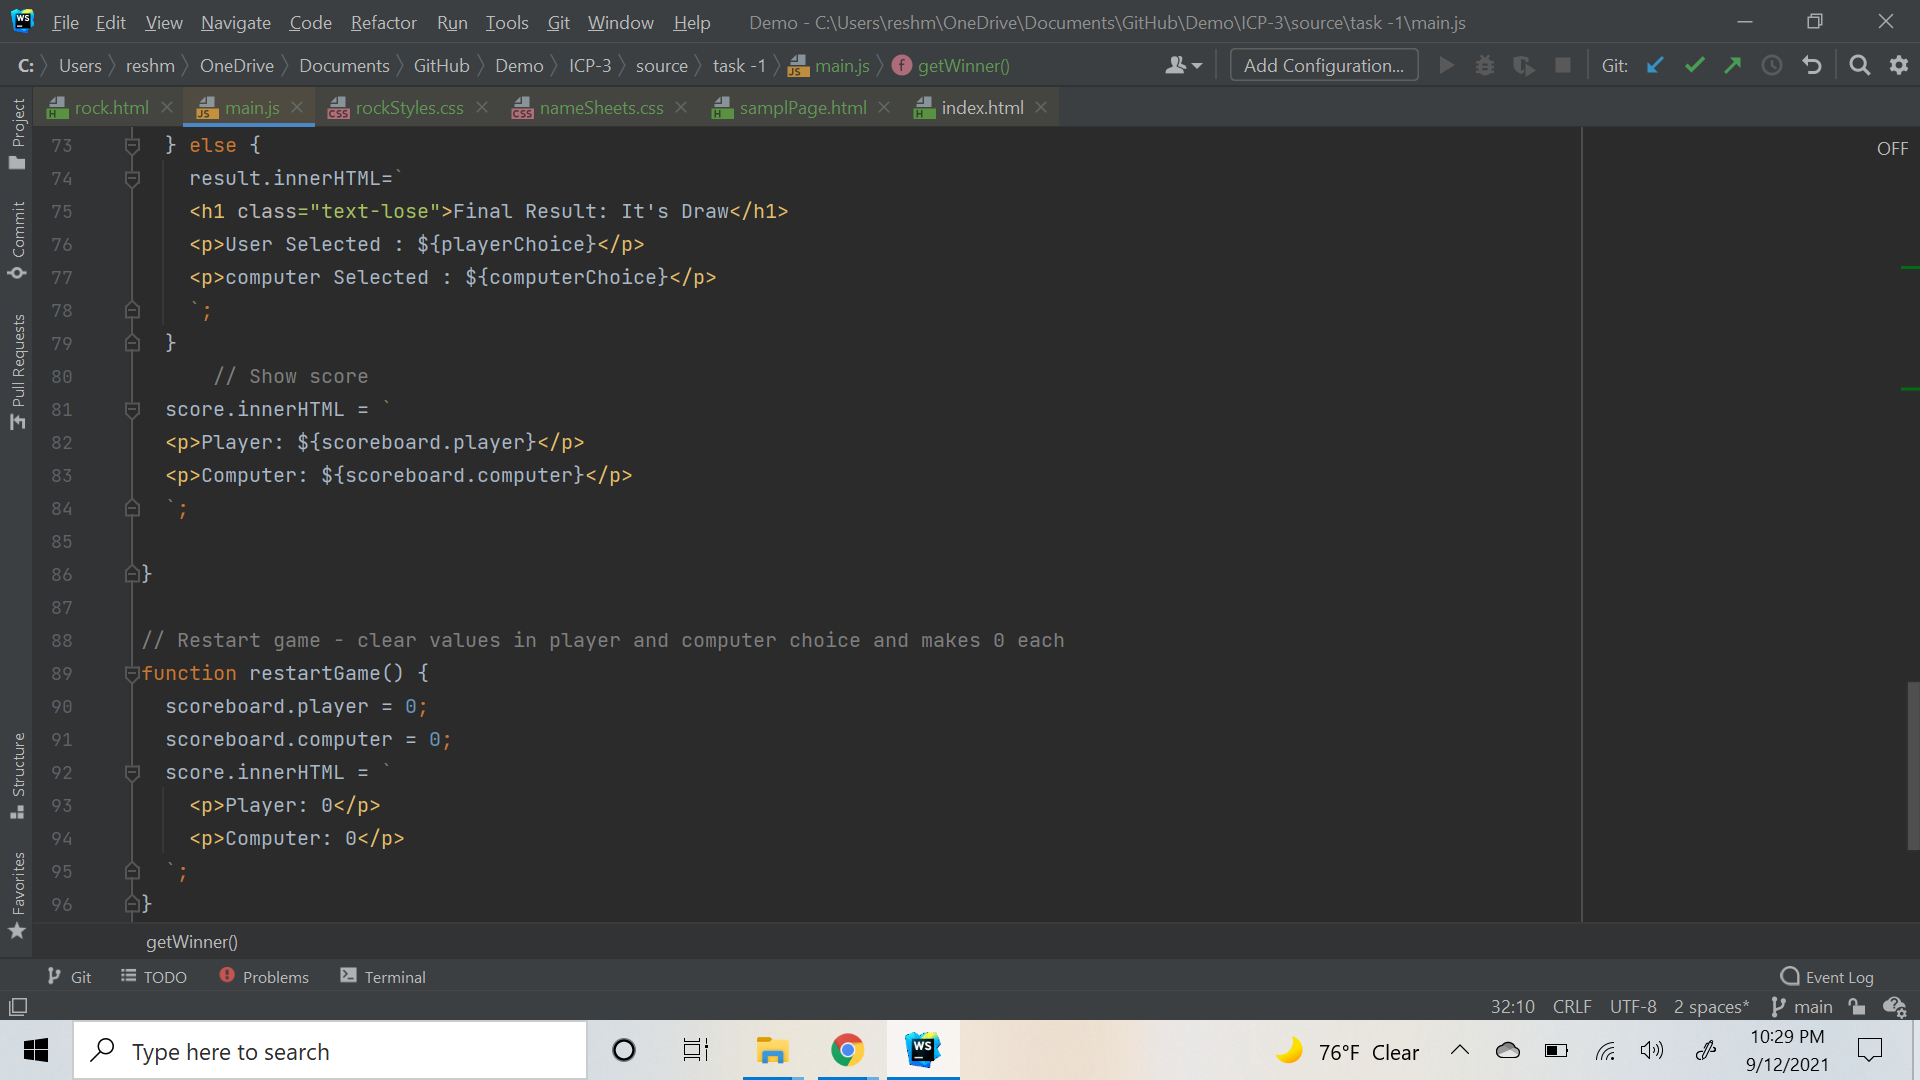 WS File Edit View Navigate Code Refactor Run Tools Git Window Help Demo - C:\Users\reshm\OneDrive\Documents\GitHub\Demo\ICP-3\source\task -1\main.js
C: Users reshm OneDrive Documents GitHub Demo ICP-3 source task -1 JS main.js f getWinner() Add Configuration... Git:
H rock.html JS main.js CSS rockStyles.css CSS nameSheets.css H samplPage.html H index.html
Project
Commit
Pull Requests
Structure
Favorites
OFF
73 } else {
74 result.innerHTML=`
75 <h1 class="text-lose">Final Result: It's Draw</h1>
76 <p>User Selected : ${playerChoice}</p>
77 <p>computer Selected : ${computerChoice}</p>
78 `;
79 }
80 // Show score
81 score.innerHTML = `
82 <p>Player: ${scoreboard.player}</p>
83 <p>Computer: ${scoreboard.computer}</p>
84 `;
85
86 }
87
88 // Restart game - clear values in player and computer choice and makes 0 each
89 function restartGame() {
90 scoreboard.player = 0;
91 scoreboard.computer = 0;
92 score.innerHTML = `
93 <p>Player: 0</p>
94 <p>Computer: 0</p>
95 `;
96 }
getWinner()
Git TODO Problems Terminal Event Log
32:10 CRLF UTF-8 2 spaces* main
Type here to search WS 76°F Clear 10:29 PM
9/12/2021